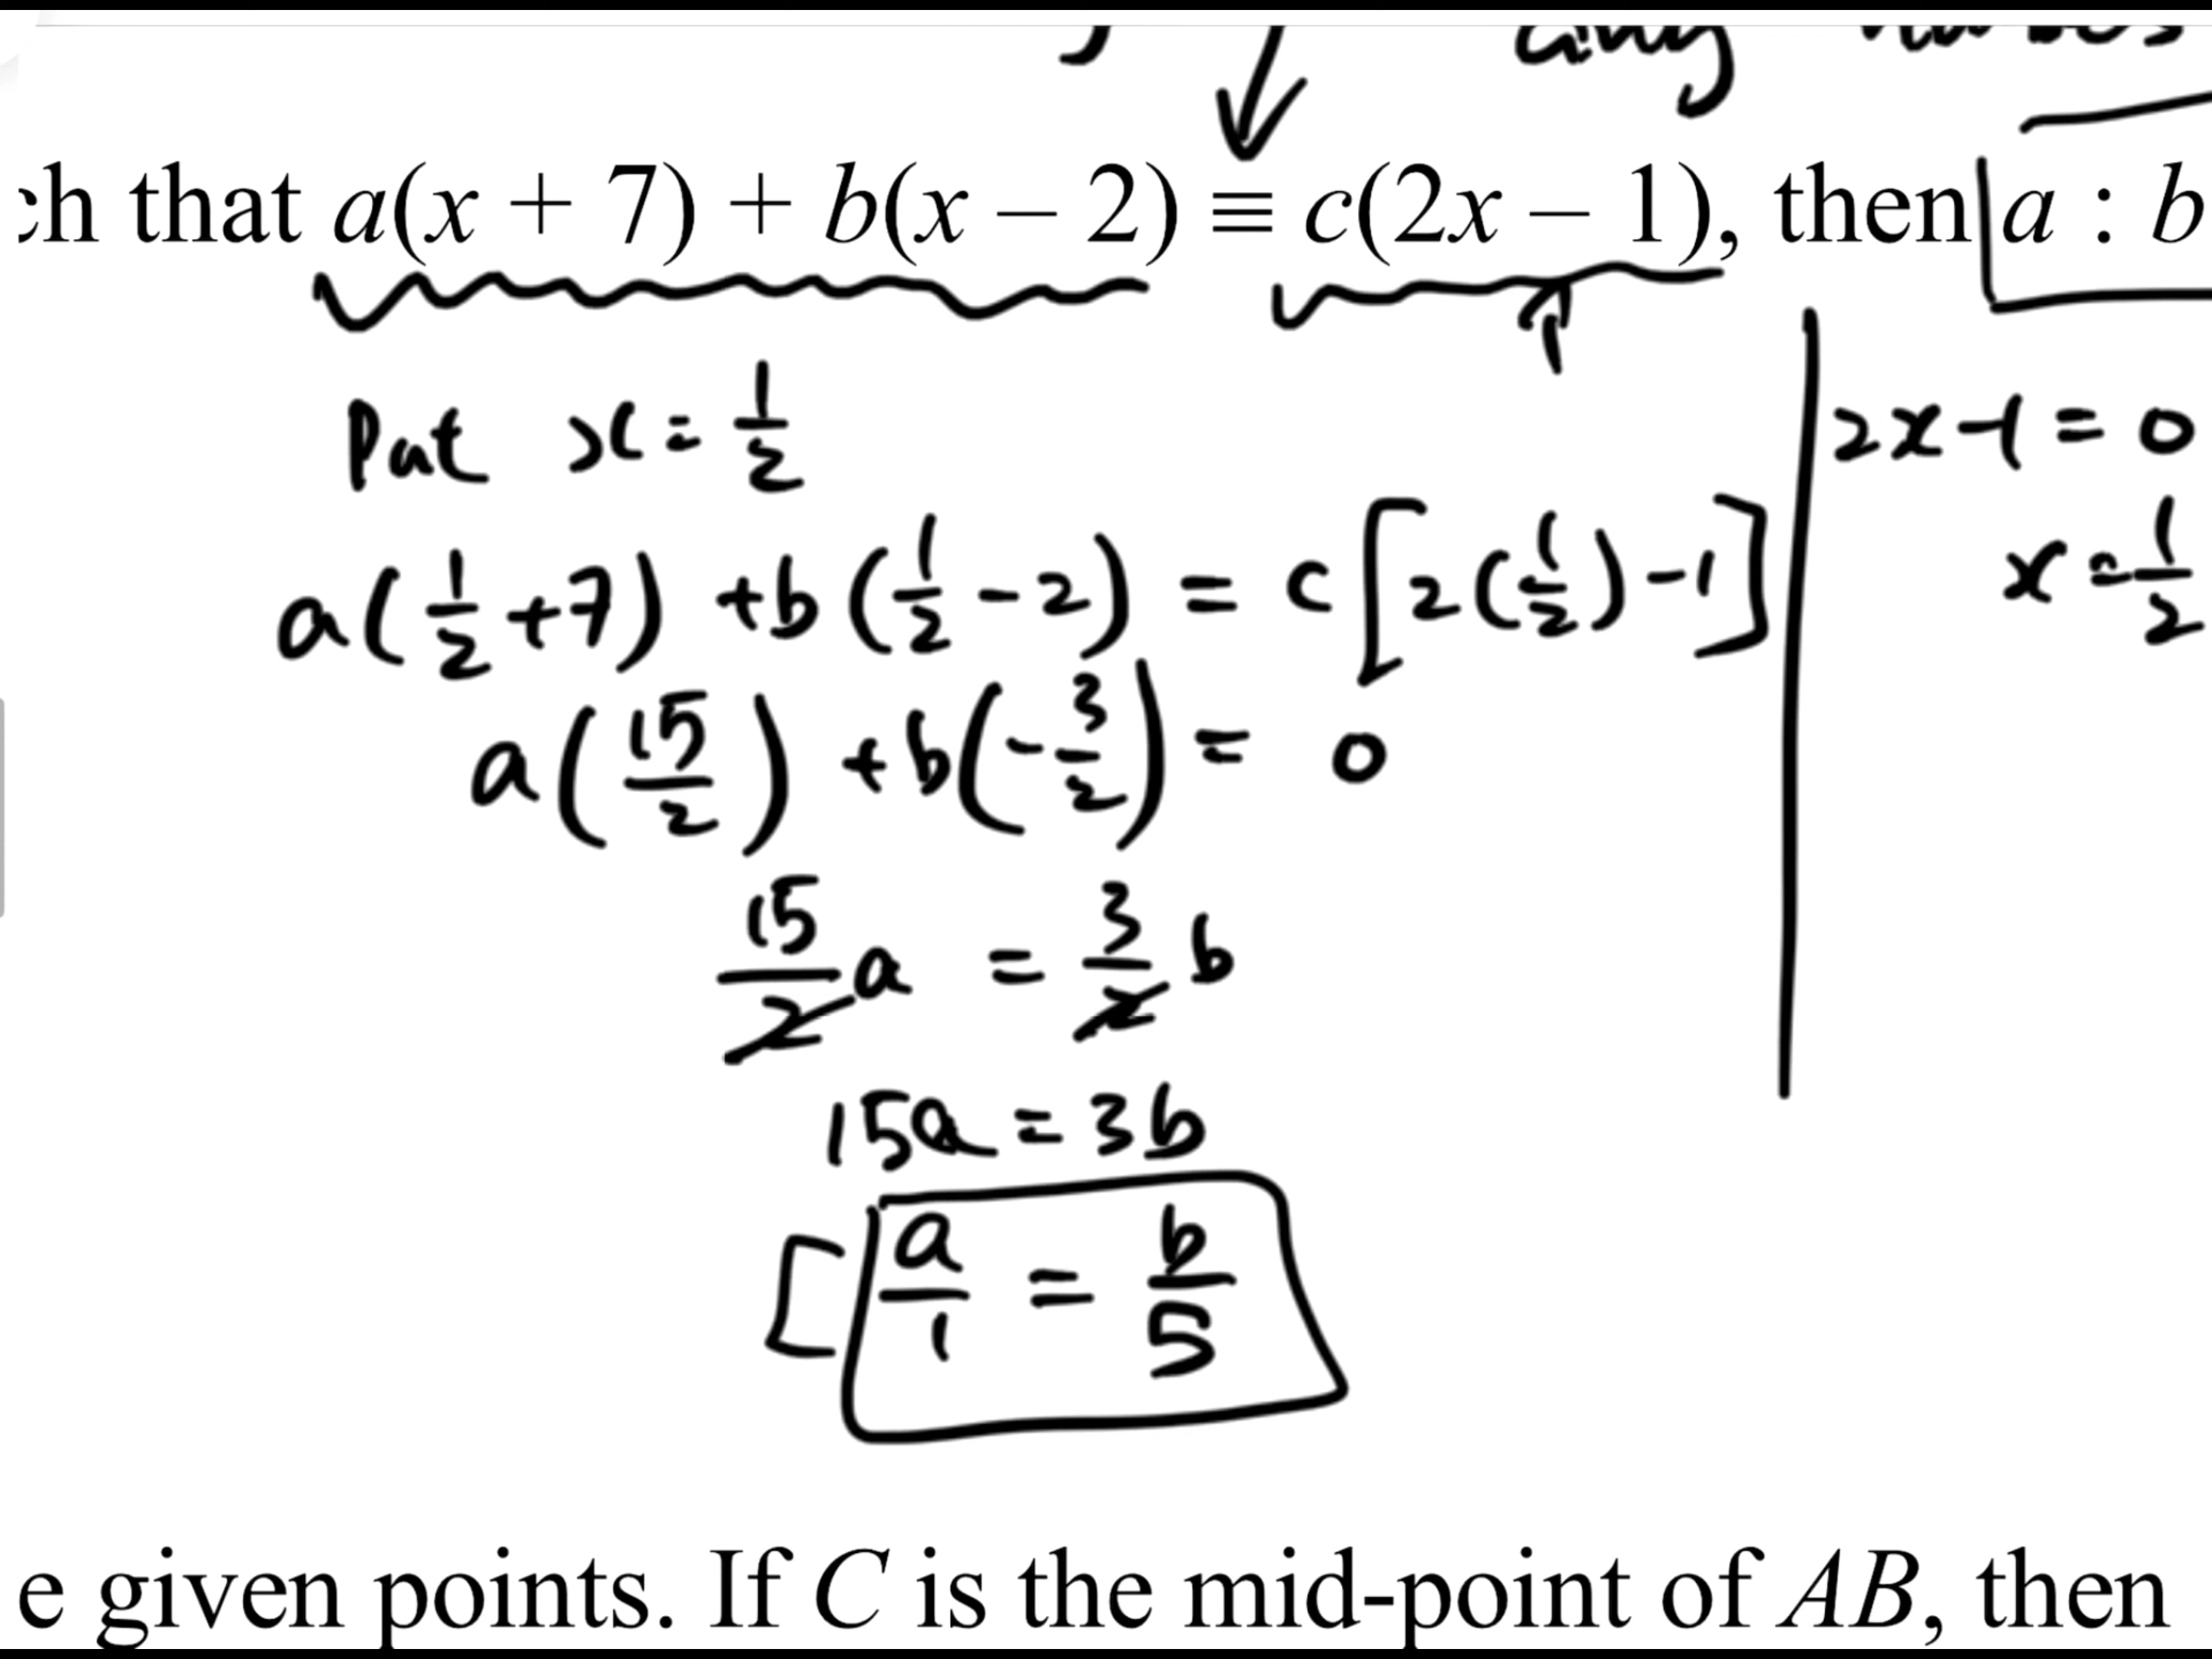 any
ch that a(x + 7) + b(x – 2) ≡ c(2x – 1), then a : b
Put x = 1/2
2x - 1 = 0
x = 1/2
a(1/2 + 7) + b(1/2 - 2) = c[2(1/2) - 1]
a(15/2) + b(-3/2) = 0
15/2 a = 3/2 b
15a = 3b
a/1 = b/5
e given points. If C is the mid-point of AB, then